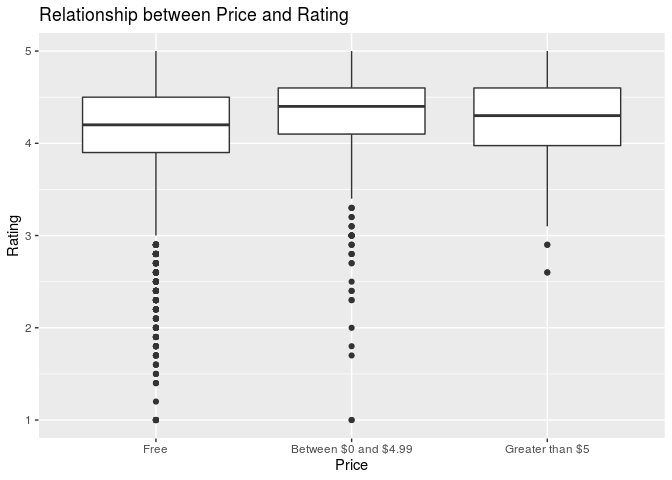 Relationship between Price and Rating
5
4
3
2
1
Rating
Free
Between $0 and $4.99
Greater than $5
Price